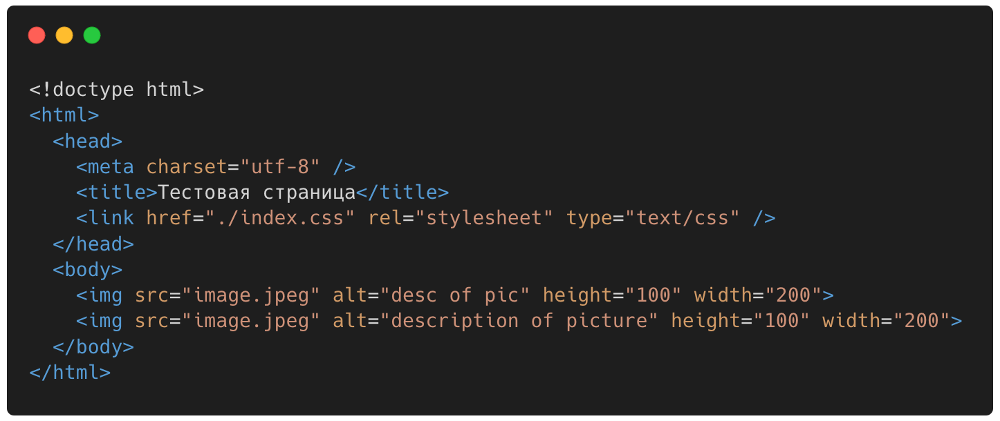 <!doctype html>
<html>
  <head>
    <meta charset="utf-8" />
    <title>Тестовая страница</title>
    <link href="./index.css" rel="stylesheet" type="text/css" />
  </head>
  <body>
    <img src="image.jpeg" alt="desc of pic" height="100" width="200">
    <img src="image.jpeg" alt="description of picture" height="100" width="200">
  </body>
</html>